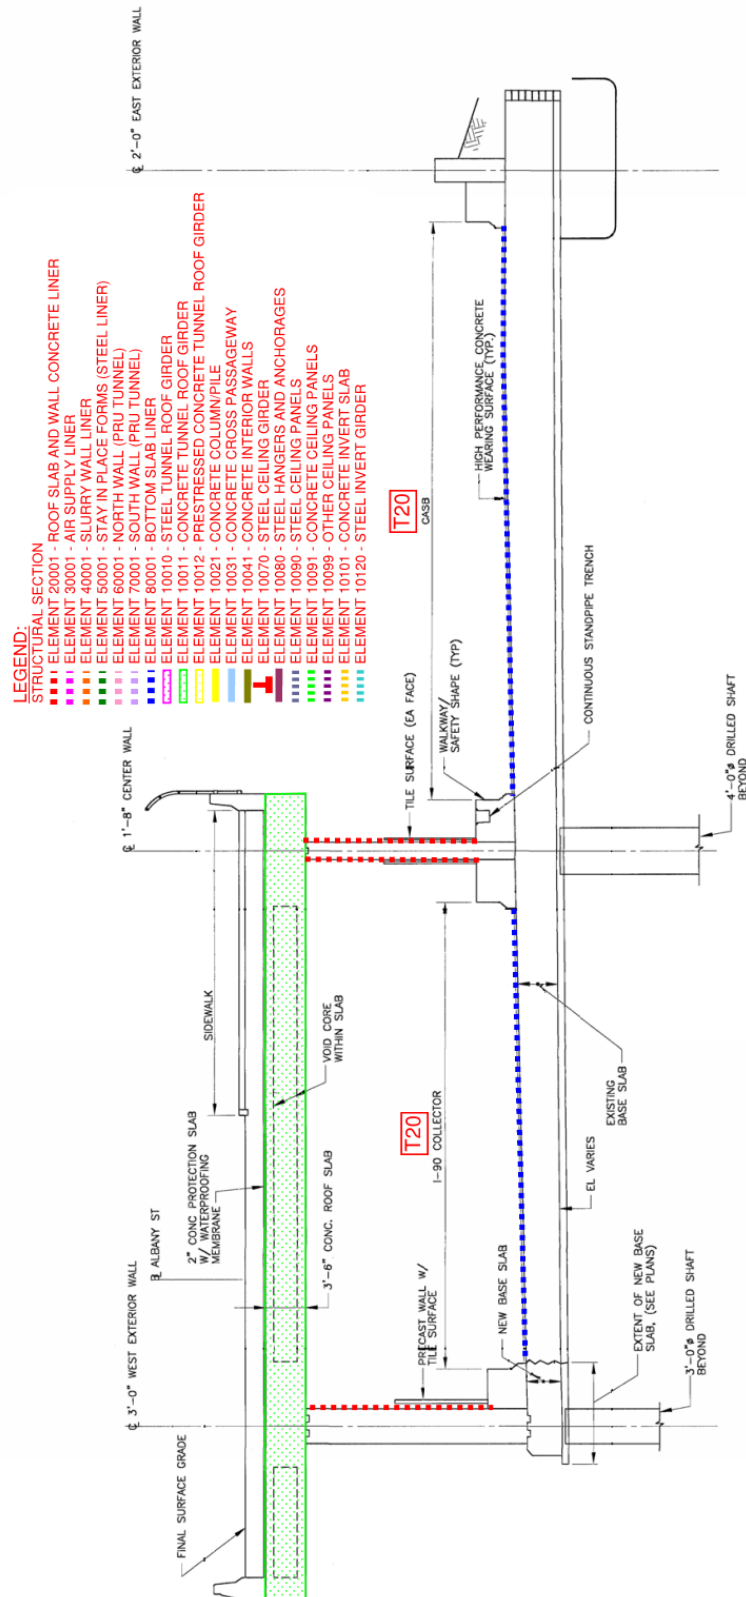 LEGEND:
STRUCTURAL SECTION
ELEMENT 20001 - ROOF SLAB AND WALL CONCRETE LINER
ELEMENT 30001 - AIR SUPPLY LINER
ELEMENT 40001 - SLURRY WALL LINER
ELEMENT 50001 - STAY IN PLACE FORMS (STEEL LINER)
ELEMENT 60001 - NORTH WALL (PRU TUNNEL)
ELEMENT 70001 - SOUTH WALL (PRU TUNNEL)
ELEMENT 80001 - BOTTOM SLAB LINER
ELEMENT 10010 - STEEL TUNNEL ROOF GIRDER
ELEMENT 10011 - CONCRETE TUNNEL ROOF GIRDER
ELEMENT 10012 - PRESTRESSED CONCRETE TUNNEL ROOF GIRDER
ELEMENT 10021 - CONCRETE COLUMN/PILE
ELEMENT 10031 - CONCRETE CROSS PASSAGEWAY
ELEMENT 10041 - CONCRETE INTERIOR WALLS
ELEMENT 10070 - STEEL CEILING GIRDER
ELEMENT 10080 - STEEL HANGERS AND ANCHORAGES
ELEMENT 10090 - STEEL CEILING PANELS
ELEMENT 10091 - CONCRETE CEILING PANELS
ELEMENT 10099 - OTHER CEILING PANELS
ELEMENT 10101 - CONCRETE INVERT SLAB
ELEMENT 10120 - STEEL INVERT GIRDER
℄ 3'-0" WEST EXTERIOR WALL
℄ 1'-8" CENTER WALL
℄ 2'-0" EAST EXTERIOR WALL
FINAL SURFACE GRADE
B ALBANY ST
2" CONC PROTECTION SLAB
W/ WATERPROOFING
MEMBRANE
SIDEWALK
3'-6" CONC. ROOF SLAB
VOID CORE
WITHIN SLAB
TILE SURFACE (EA FACE)
WALKWAY/
SAFETY SHAPE (TYP)
T20
CASB
HIGH PERFORMANCE CONCRETE
WEARING SURFACE (TYP.)
T20
I-90 COLLECTOR
PRECAST WALL W/
TILE SURFACE
NEW BASE SLAB
CONTINUOUS STANDPIPE TRENCH
EXISTING
BASE SLAB
EL VARIES
EXTENT OF NEW BASE
SLAB, (SEE PLANS)
3'-0"ø DRILLED SHAFT
BEYOND
4'-0"ø DRILLED SHAFT
BEYOND